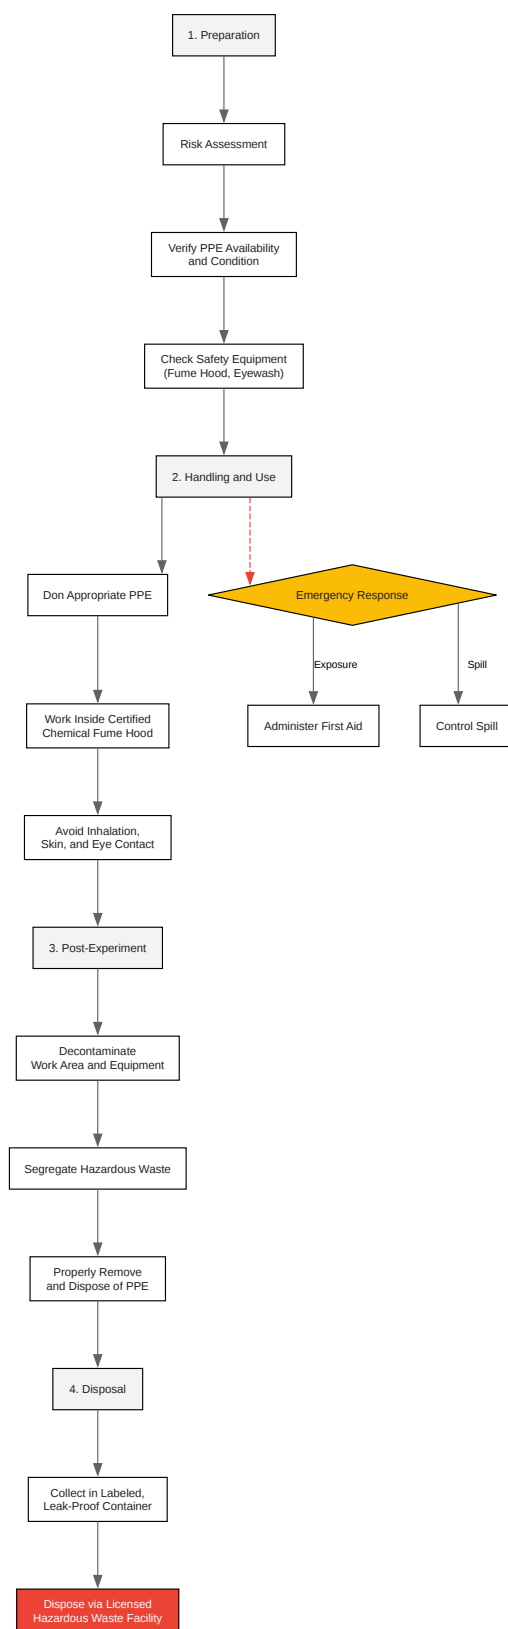 1. Preparation
Risk Assessment
Verify PPE Availability
and Condition
Check Safety Equipment
(Fume Hood, Eyewash)
2. Handling and Use
Don Appropriate PPE
Emergency Response
Exposure
Spill
Work Inside Certified
Chemical Fume Hood
Administer First Aid
Control Spill
Avoid Inhalation,
Skin, and Eye Contact
3. Post-Experiment
Decontaminate
Work Area and Equipment
Segregate Hazardous Waste
Properly Remove
and Dispose of PPE
4. Disposal
Collect in Labeled,
Leak-Proof Container
Dispose via Licensed
Hazardous Waste Facility